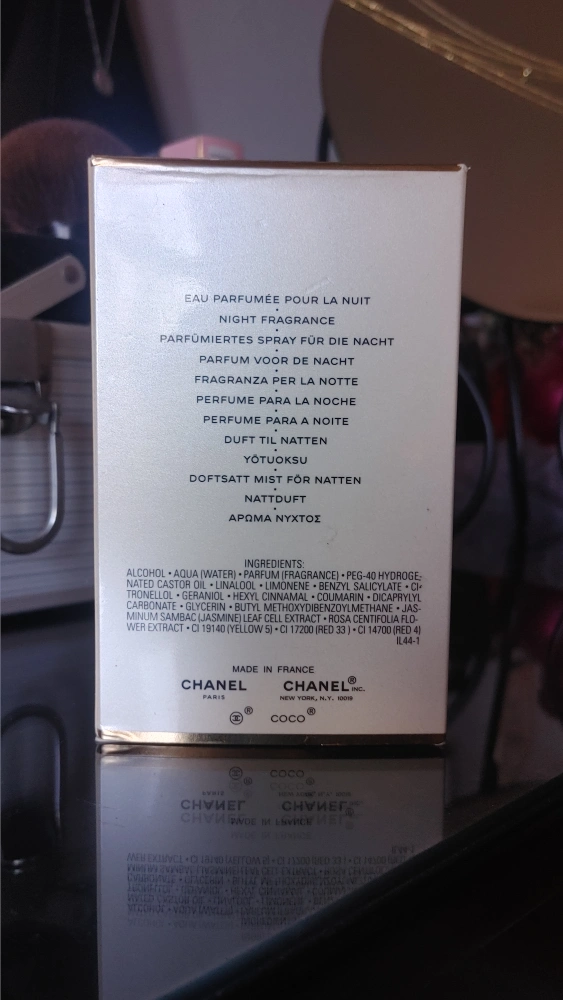 EAU PARFUMÉE POUR LA NUIT
•
NIGHT FRAGRANCE
•
PARFÜMIERTES SPRAY FÜR DIE NACHT
•
PARFUM VOOR DE NACHT
•
FRAGRANZA PER LA NOTTE
•
PERFUME PARA LA NOCHE
•
PERFUME PARA A NOITE
•
DUFT TIL NATTEN
•
YÖTUOKSU
•
DOFTSATT MIST FÖR NATTEN
•
NATTDUFT
•
ΑΡΩΜΑ ΝΥΧΤΟΣ
INGREDIENTS:
ALCOHOL • AQUA (WATER) • PARFUM (FRAGRANCE) • PEG-40 HYDROGE-
NATED CASTOR OIL • LINALOOL • LIMONENE • BENZYL SALICYLATE • CI-
TRONELLOL • GERANIOL • HEXYL CINNAMAL • COUMARIN • DICAPRYLYL
CARBONATE • GLYCERIN • BUTYL METHOXYDIBENZOYLMETHANE • JAS-
MINUM SAMBAC (JASMINE) LEAF CELL EXTRACT • ROSA CENTIFOLIA FLO-
WER EXTRACT • CI 19140 (YELLOW 5) • CI 17200 (RED 33) • CI 14700 (RED 4)
IL44-1
MADE IN FRANCE
CHANEL CHANEL® INC.
PARIS NEW YORK, N.Y. 10019
® COCO®